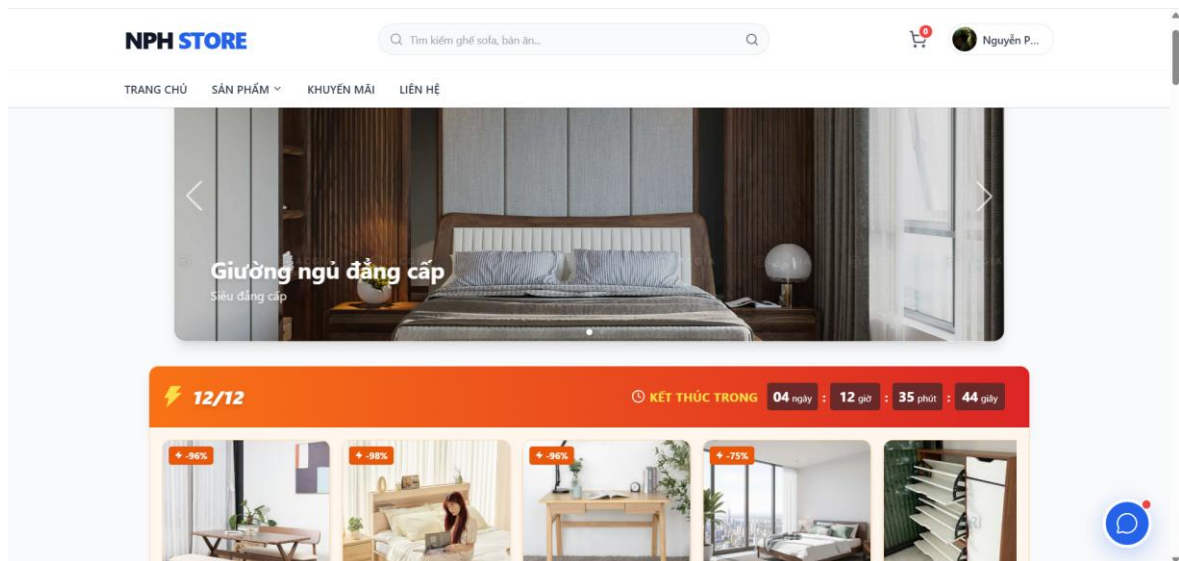 NPH STORE
Tìm kiếm ghế sofa, bàn ăn...
0
Nguyễn P...
TRANG CHỦ
SẢN PHẨM
KHUYẾN MÃI
LIÊN HỆ
Giường ngủ đẳng cấp
Siêu đẳng cấp
12/12
KẾT THÚC TRONG 04 ngày : 12 giờ : 35 phút : 44 giây
-96%
-98%
-96%
-75%